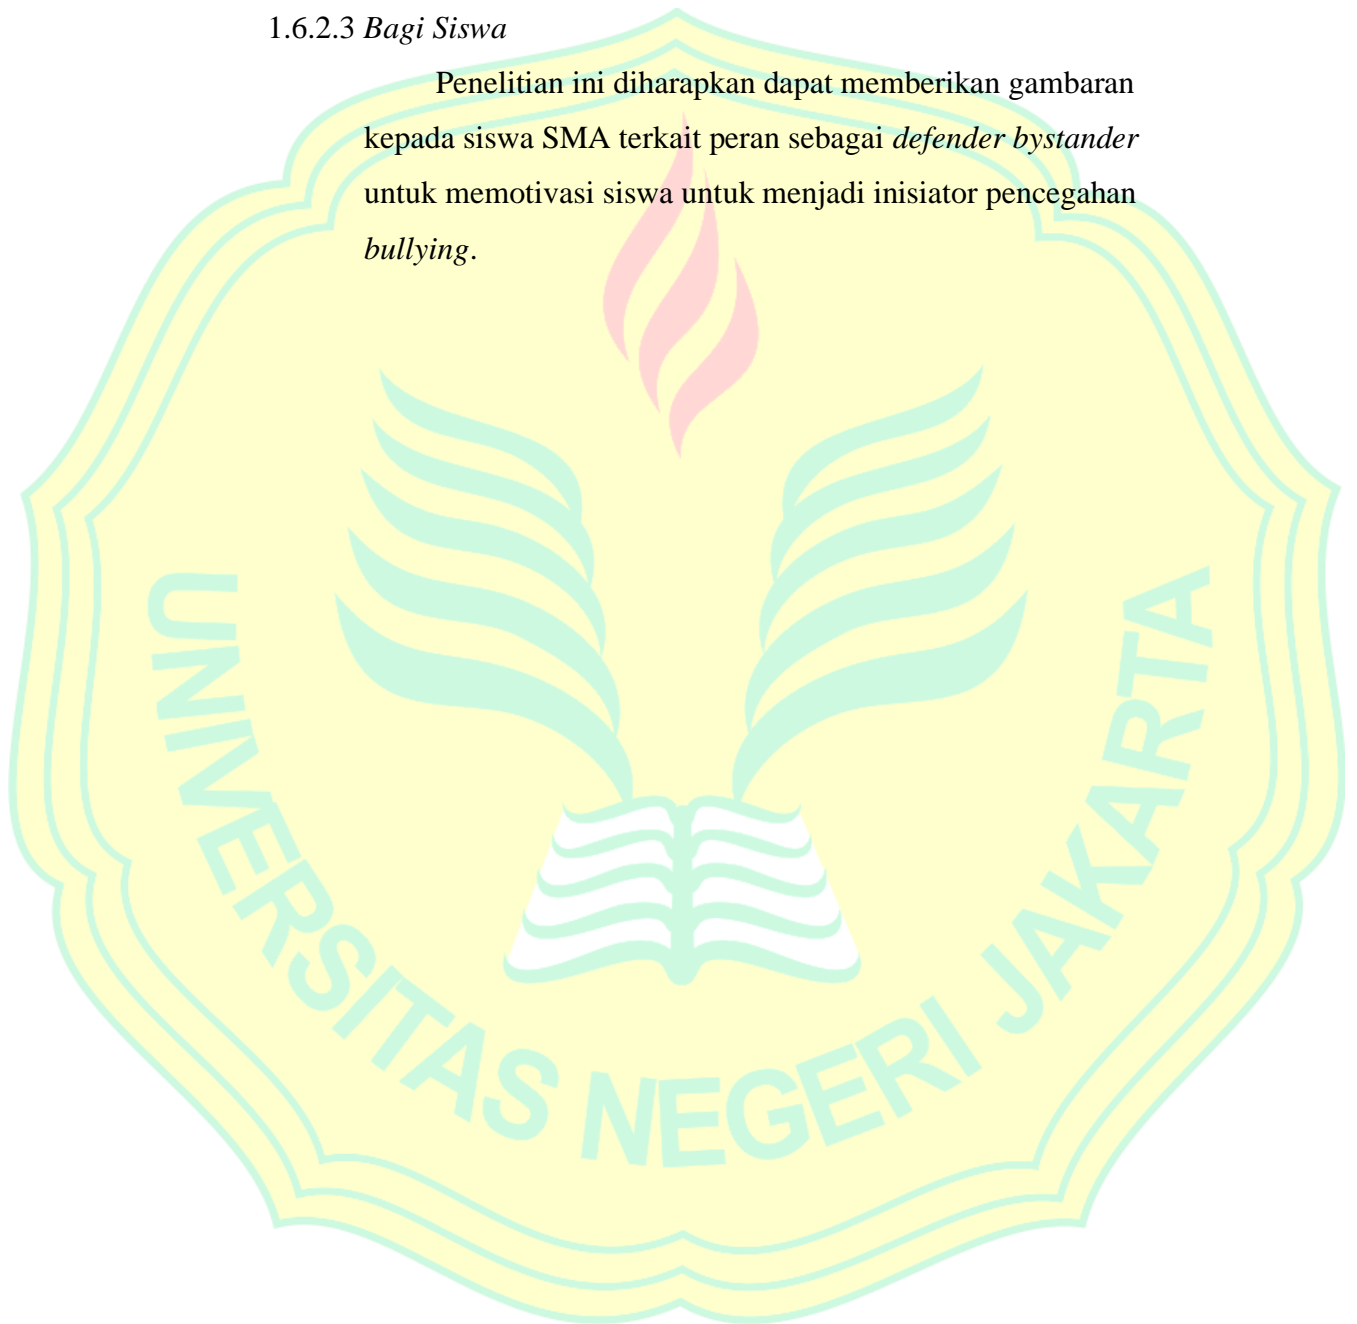 1.6.2.3 Bagi Siswa
Penelitian ini diharapkan dapat memberikan gambaran
kepada siswa SMA terkait peran sebagai defender bystander
untuk memotivasi siswa untuk menjadi inisiator pencegahan
bullying.
UNIVERSITAS NEGERI JAKARTA